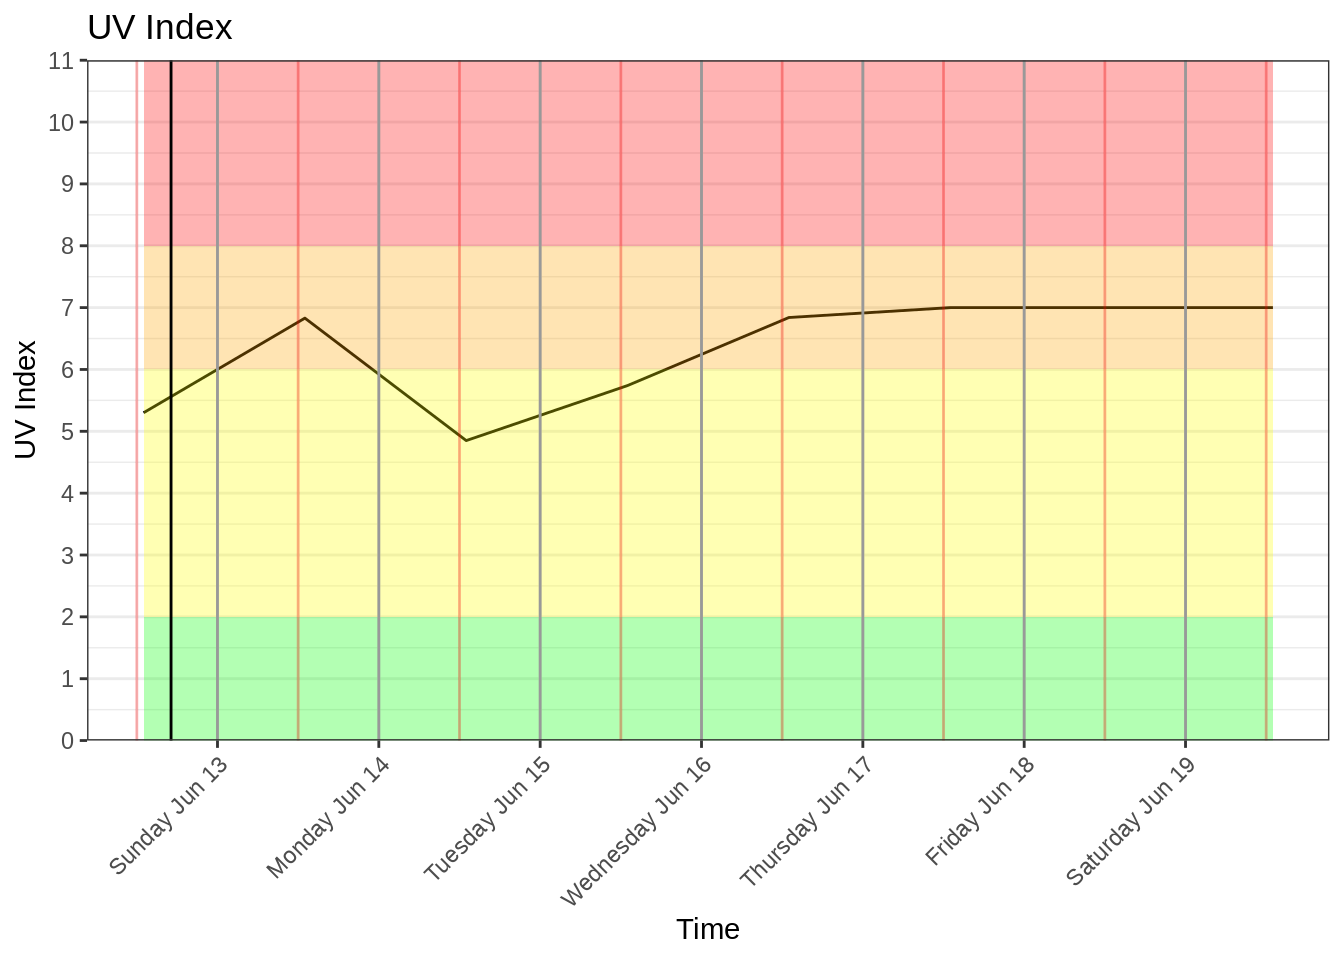 UV Index
11
10
9
8
7
6
5
4
3
2
1
0
UV Index
Sunday Jun 13
Monday Jun 14
Tuesday Jun 15
Wednesday Jun 16
Thursday Jun 17
Friday Jun 18
Saturday Jun 19
Time